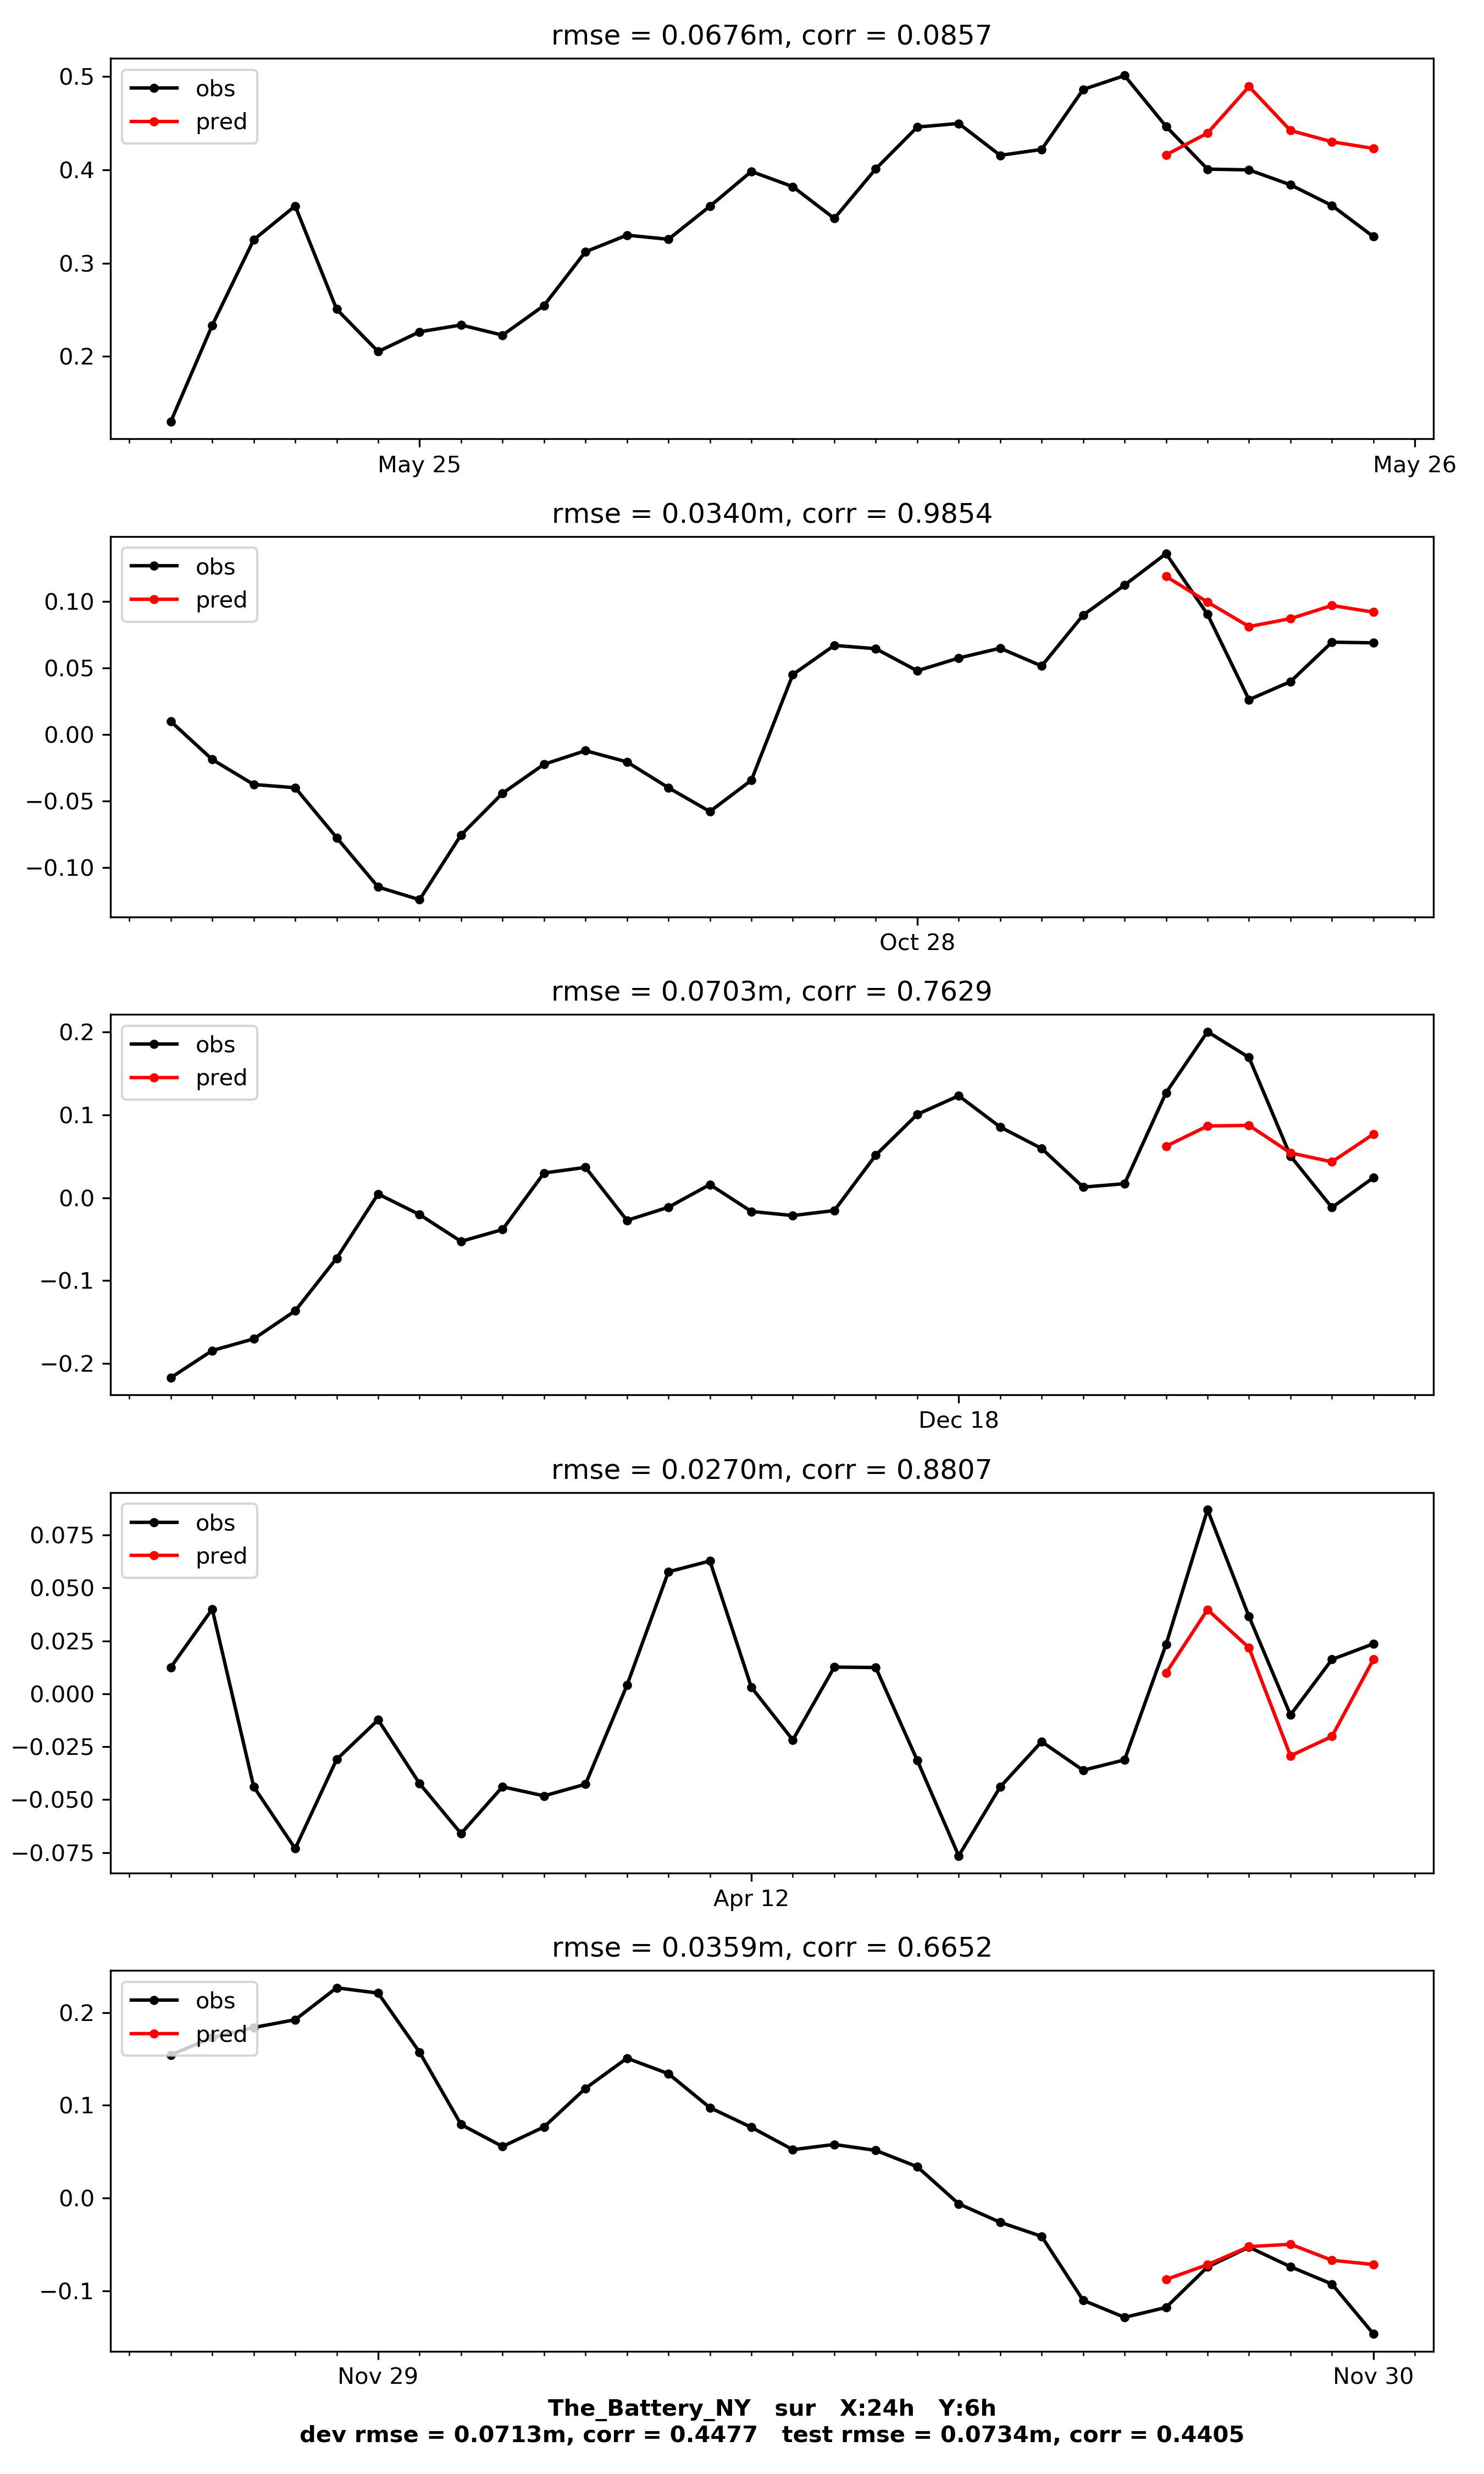 rmse = 0.0676m, corr = 0.0857
obs
pred
0.5
0.4
0.3
0.2
May 25
May 26
rmse = 0.0340m, corr = 0.9854
obs
pred
0.10
0.05
0.00
−0.05
−0.10
Oct 28
rmse = 0.0703m, corr = 0.7629
obs
pred
0.2
0.1
0.0
−0.1
−0.2
Dec 18
rmse = 0.0270m, corr = 0.8807
obs
pred
0.075
0.050
0.025
0.000
−0.025
−0.050
−0.075
Apr 12
rmse = 0.0359m, corr = 0.6652
obs
pred
0.2
0.1
0.0
−0.1
Nov 29
Nov 30
The_Battery_NY sur X:24h Y:6h
dev rmse = 0.0713m, corr = 0.4477 test rmse = 0.0734m, corr = 0.4405